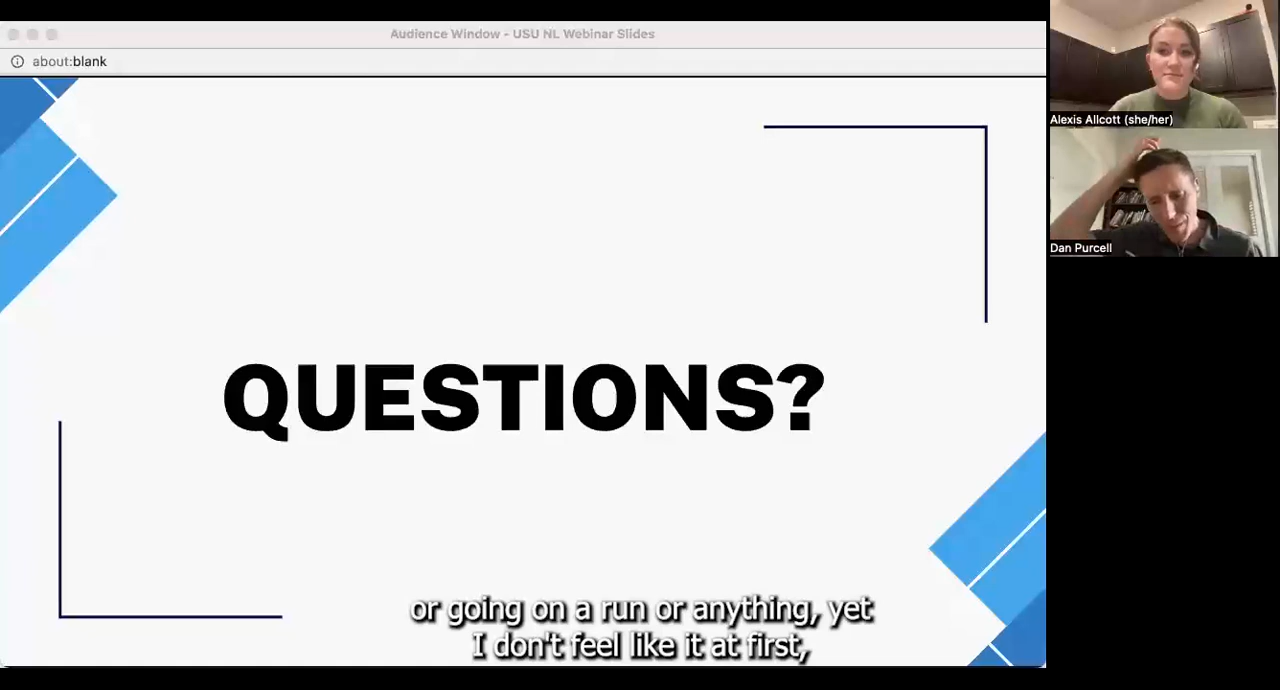 Audience Window - USU NL Webinar Slides
about:blank
QUESTIONS?
or going on a run or anything, yet
I don't feel like it at first,
Alexis Allcott (she/her)
Dan Purcell